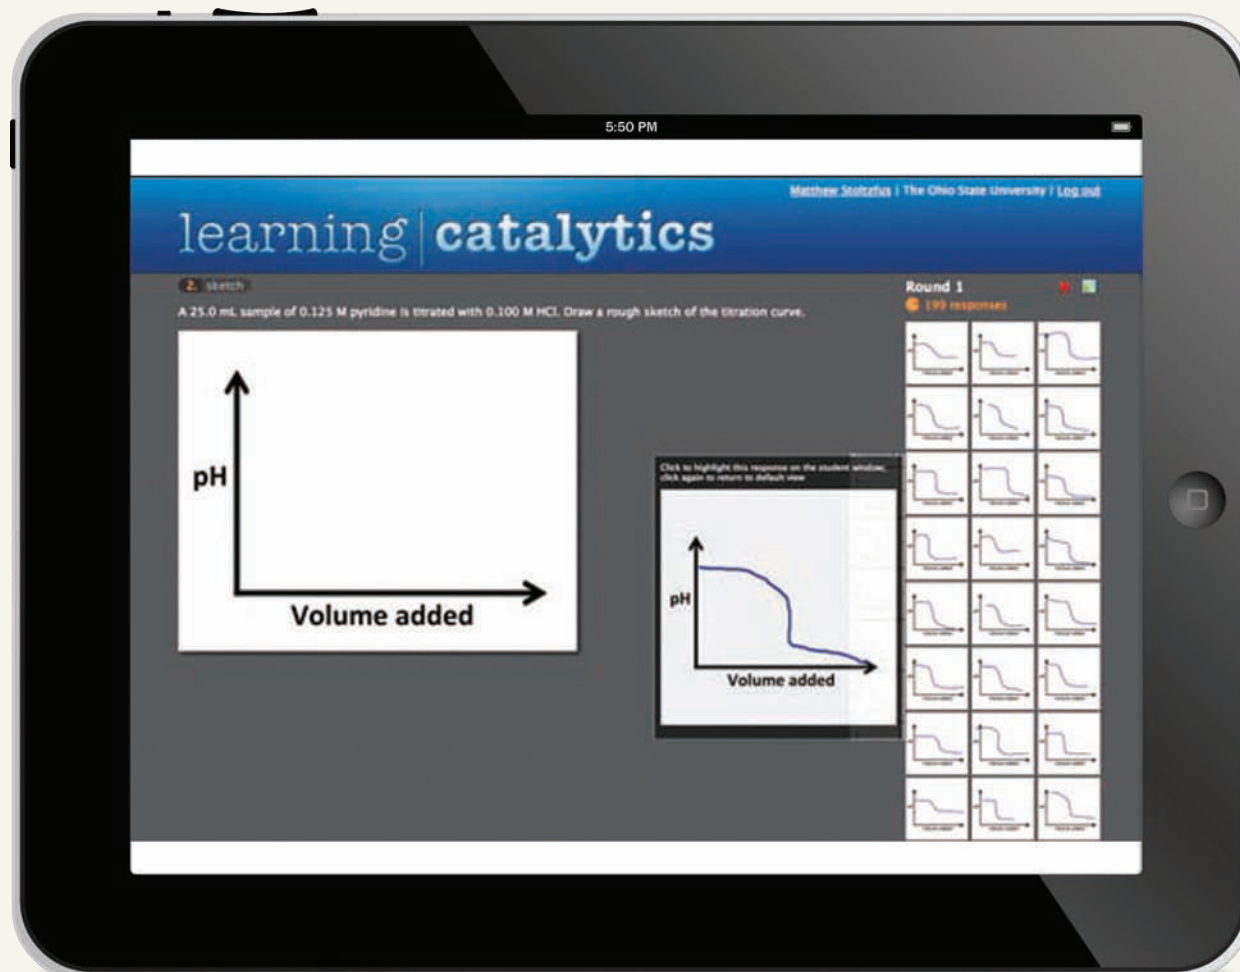 5:50 PM
Matthew Stoltzfus | The Ohio State University | Log out
learning | catalytics
2. sketch
Round 1
199 responses
A 25.0 mL sample of 0.125 M pyridine is titrated with 0.100 M HCl. Draw a rough sketch of the titration curve.
pH
Volume added
Click to highlight this response on the student window,
click again to return to default view
pH
Volume added